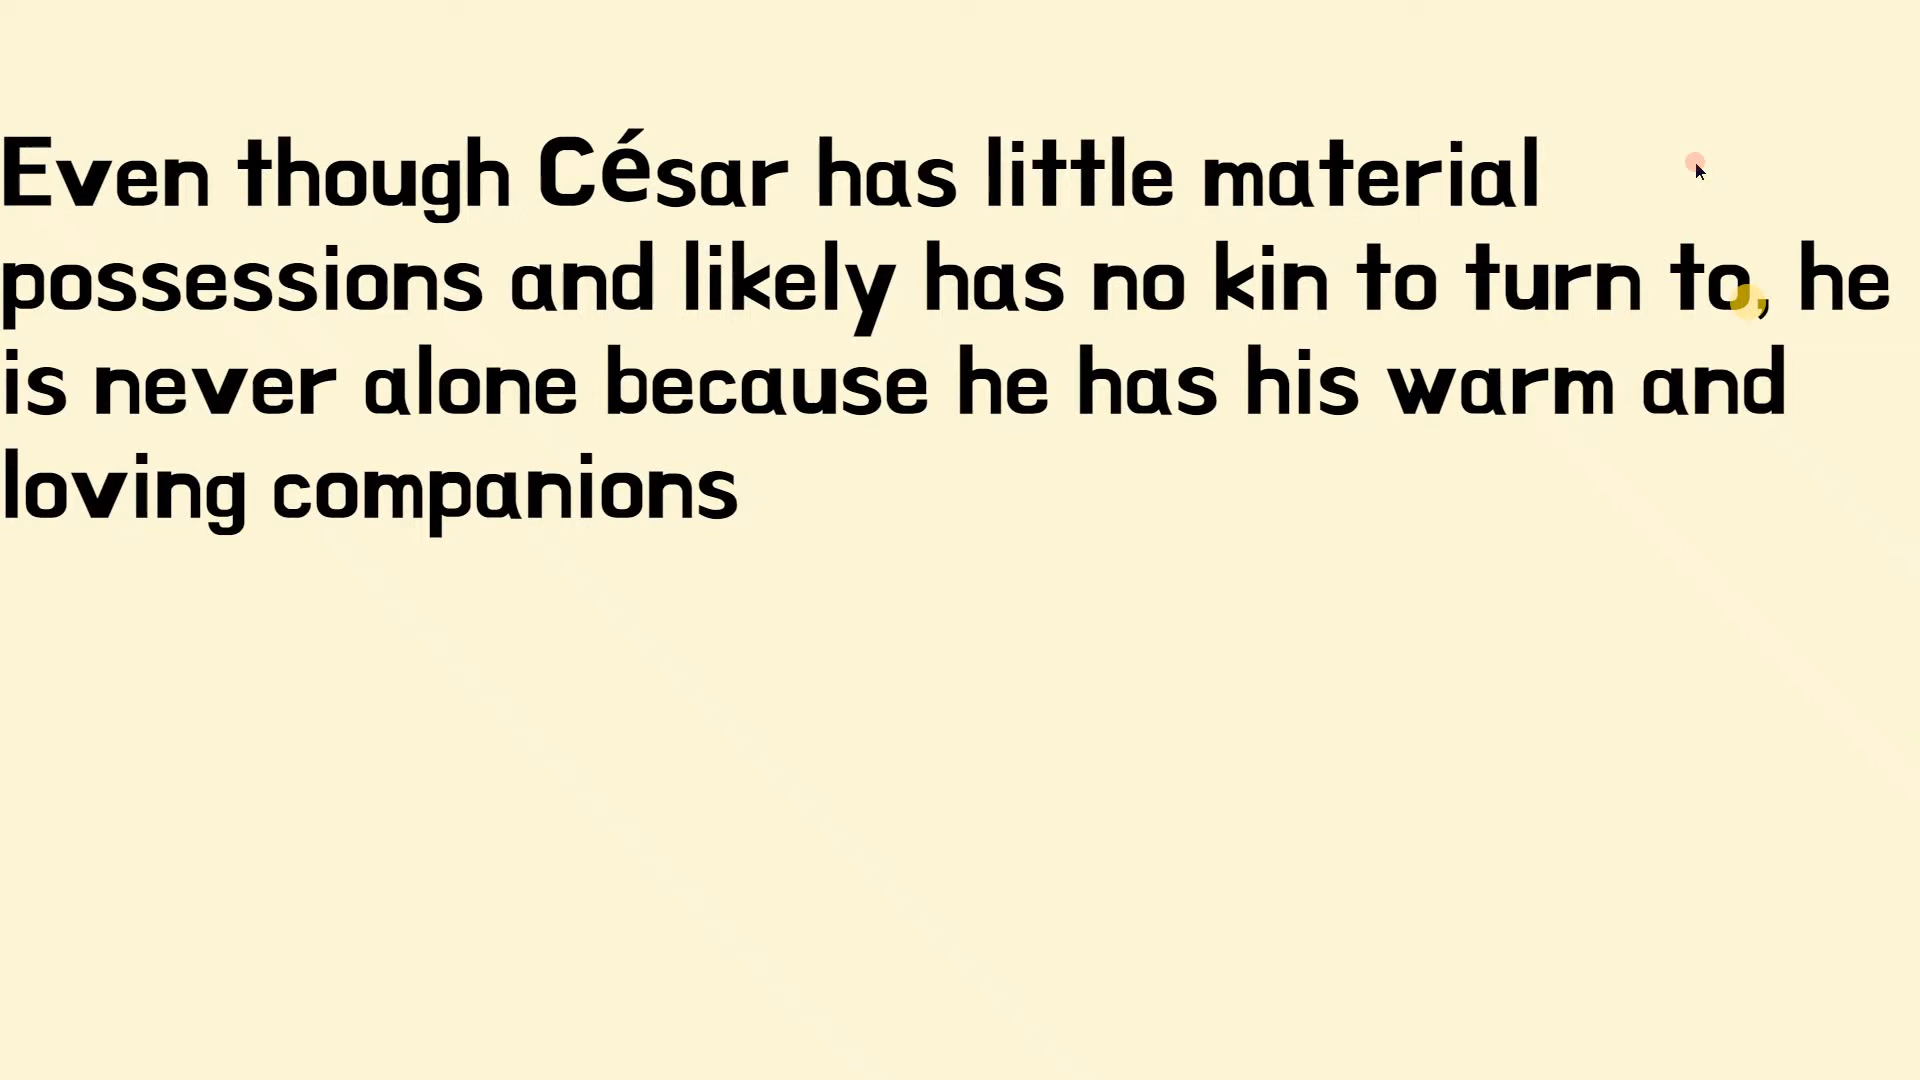 Even though César has little material
possessions and likely has no kin to turn to, he
is never alone because he has his warm and
loving companions